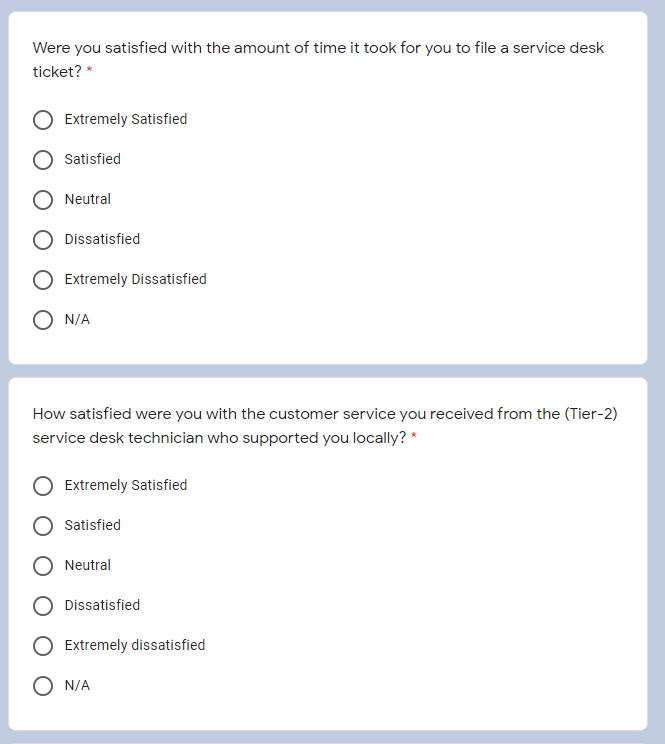 Were you satisfied with the amount of time it took for you to file a service desk
ticket? *
Extremely Satisfied
Satisfied
Neutral
Dissatisfied
Extremely Dissatisfied
N/A
How satisfied were you with the customer service you received from the (Tier-2)
service desk technician who supported you locally? *
Extremely Satisfied
Satisfied
Neutral
Dissatisfied
Extremely dissatisfied
N/A